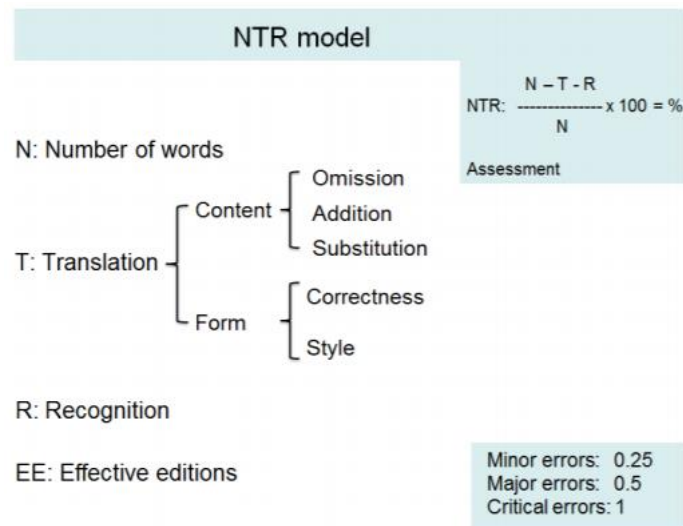 NTR model
N – T - R
NTR: -------------- x 100 = %
N
Assessment
N: Number of words
T: Translation
Content
Omission
Addition
Substitution
Form
Correctness
Style
R: Recognition
EE: Effective editions
Minor errors: 0.25
Major errors: 0.5
Critical errors: 1